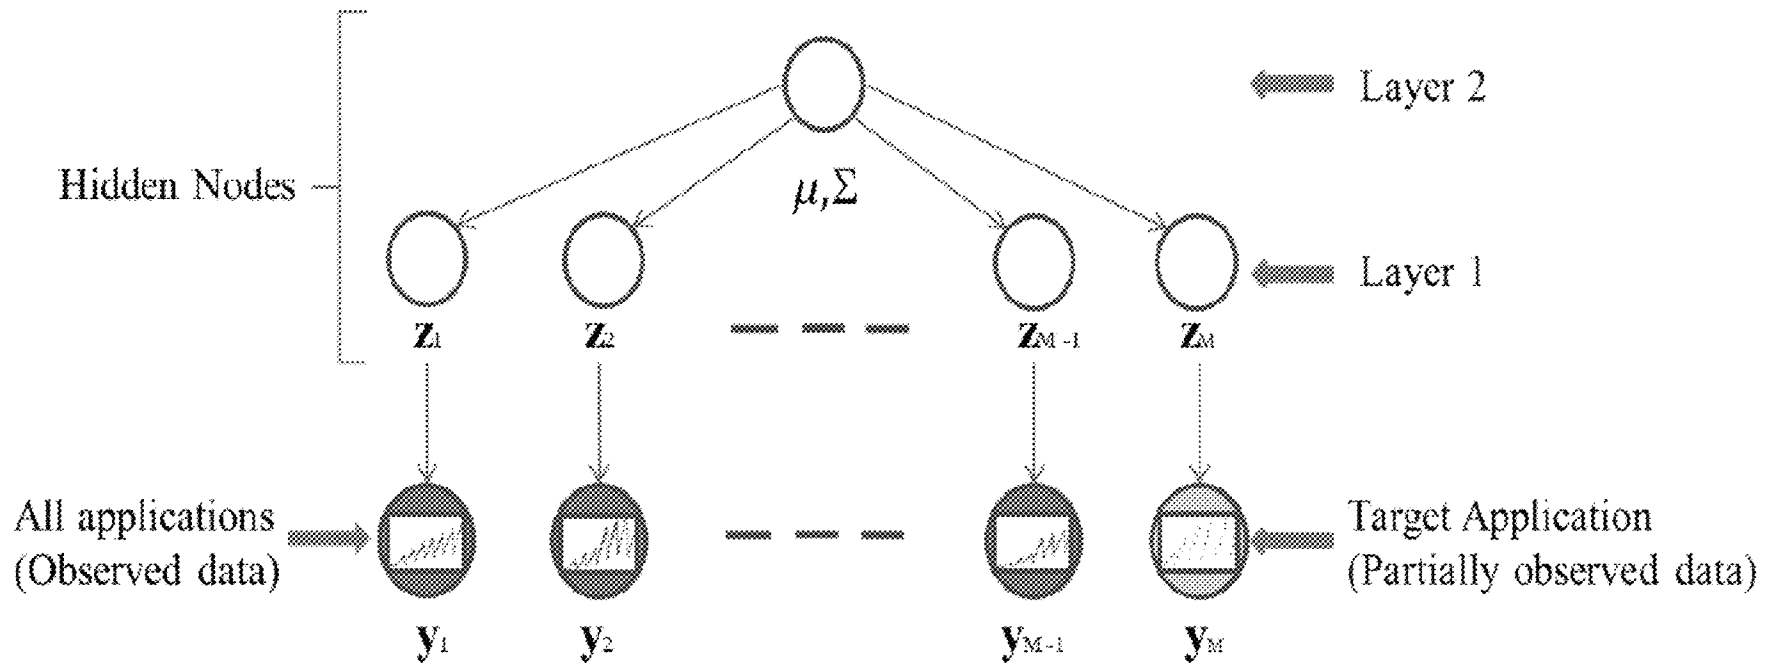 Layer 2
Hidden Nodes
μ,Σ
Layer 1
z1
z2
zM-1
zM
All applications
(Observed data)
Target Application
(Partially observed data)
y1
y2
yM-1
yM